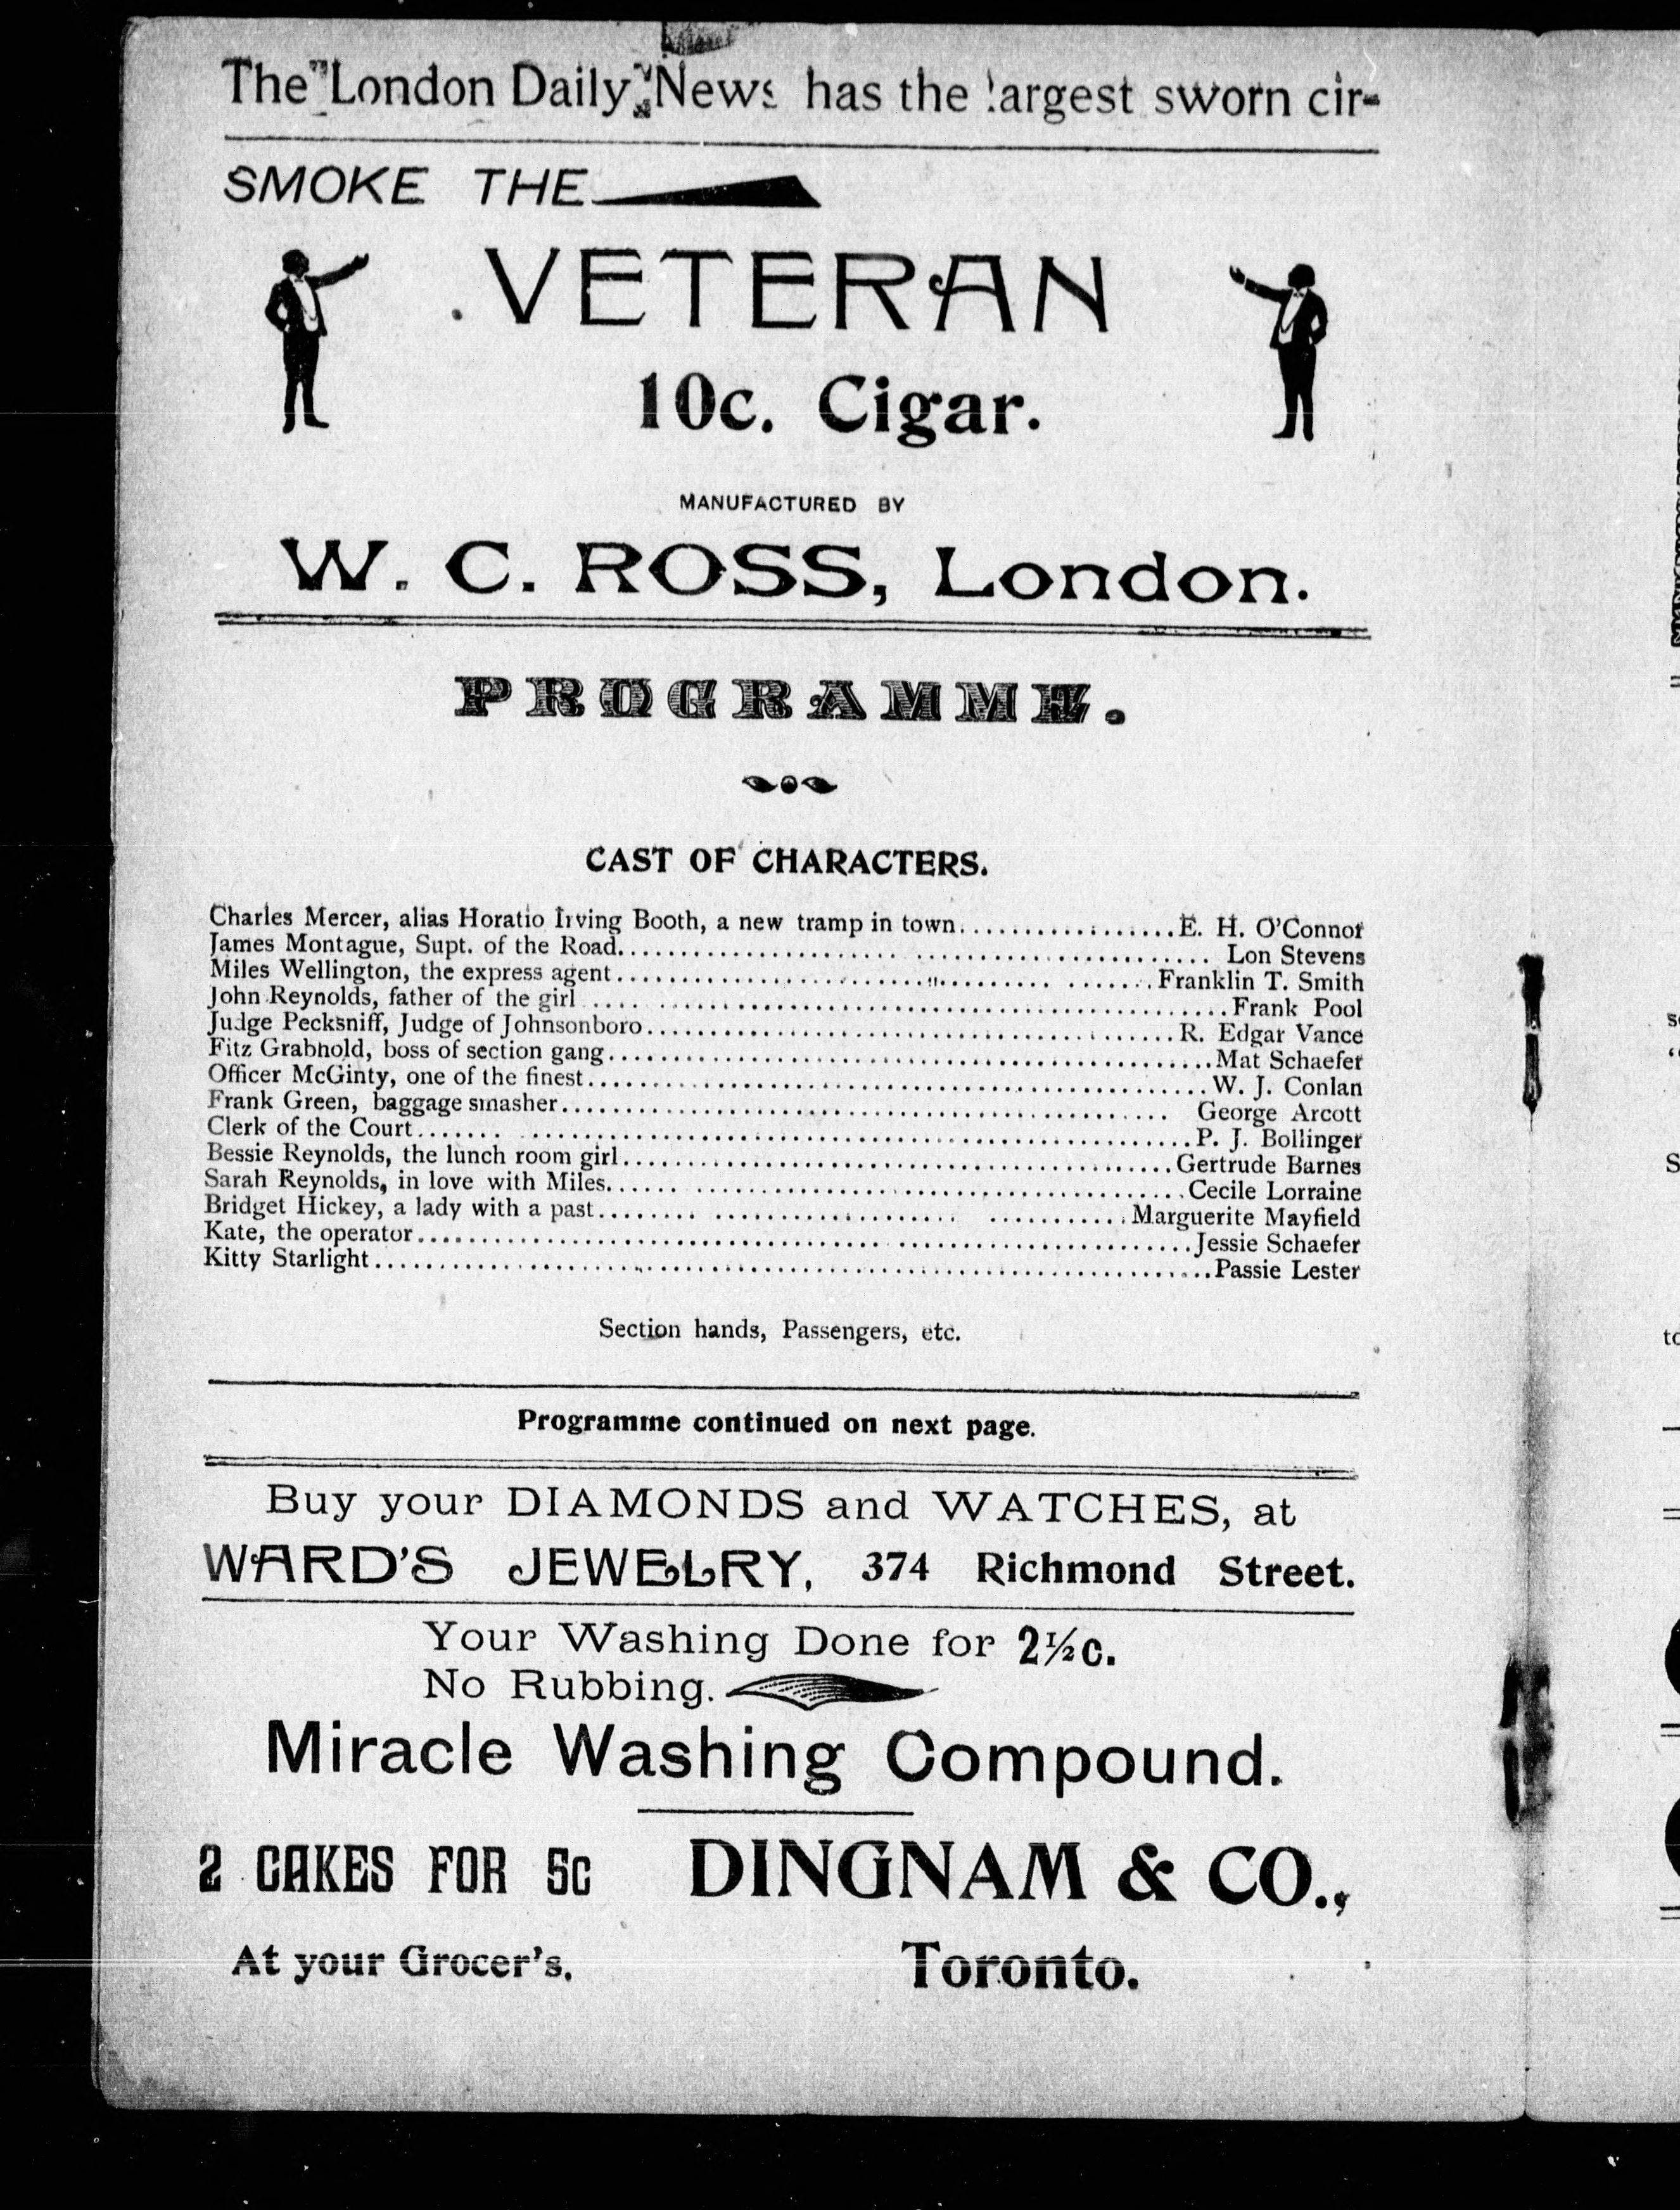 The London Daily News has the largest sworn cir-
SMOKE THE
VETERAN
10c. Cigar.
MANUFACTURED BY
W. C. ROSS, London.
PROGRAMME.
CAST OF CHARACTERS.
Charles Mercer, alias Horatio Irving Booth, a new tramp in town..................E. H. O'Connor
James Montague, Supt. of the Road.................................................. Lon Stevens
Miles Wellington, the express agent..................................................Franklin T. Smith
John Reynolds, father of the girl ..................................................Frank Pool
Judge Pecksniff, Judge of Johnsonboro..................................................R. Edgar Vance
Fitz Grabhold, boss of section gang..................................................Mat Schaefer
Officer McGinty, one of the finest..................................................W. J. Conlan
Frank Green, baggage smasher.................................................. George Arcott
Clerk of the Court..................................................P. J. Bollinger
Bessie Reynolds, the lunch room girl..................................................Gertrude Barnes
Sarah Reynolds, in love with Miles..................................................Cecile Lorraine
Bridget Hickey, a lady with a past..................................................Marguerite Mayfield
Kate, the operator..................................................Jessie Schaefer
Kitty Starlight..................................................Passie Lester
Section hands, Passengers, etc.
Programme continued on next page.
Buy your DIAMONDS and WATCHES, at
WARD'S JEWELRY, 374 Richmond Street.
Your Washing Done for 2½c.
No Rubbing.
Miracle Washing Compound.
2 CAKES FOR 5c DINGNAM & CO.,
At your Grocer's. Toronto.